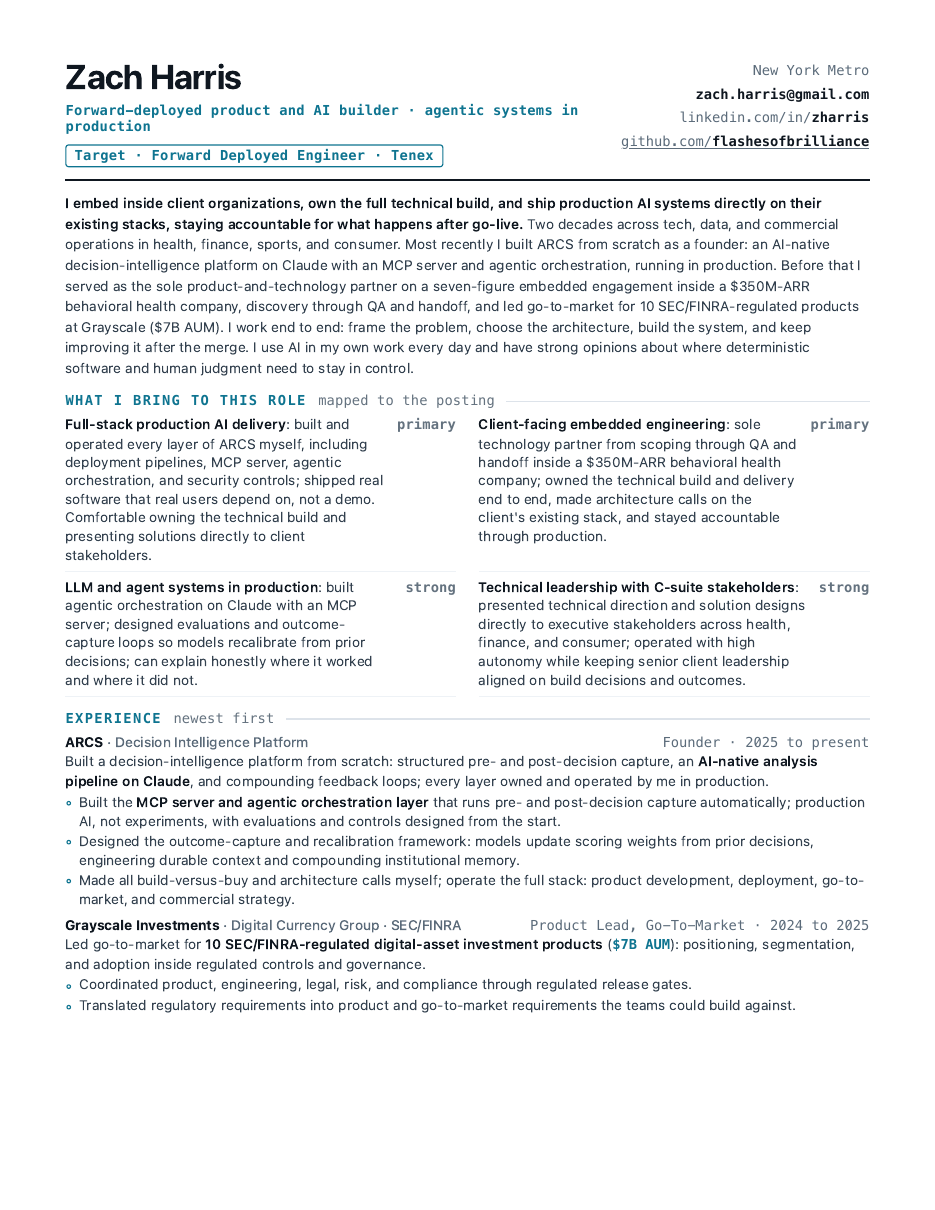 Zach Harris
Forward-deployed product and AI builder · agentic systems in
production
Target · Forward Deployed Engineer · Tenex
New York Metro
zach.harris@gmail.com
linkedin.com/in/zharris
github.com/flashesofbrilliance
I embed inside client organizations, own the full technical build, and ship production AI systems directly on their
existing stacks, staying accountable for what happens after go-live. Two decades across tech, data, and commercial
operations in health, finance, sports, and consumer. Most recently I built ARCS from scratch as a founder: an AI-native
decision-intelligence platform on Claude with an MCP server and agentic orchestration, running in production. Before that I
served as the sole product-and-technology partner on a seven-figure embedded engagement inside a $350M-ARR
behavioral health company, discovery through QA and handoff, and led go-to-market for 10 SEC/FINRA-regulated products
at Grayscale ($7B AUM). I work end to end: frame the problem, choose the architecture, build the system, and keep
improving it after the merge. I use AI in my own work every day and have strong opinions about where deterministic
software and human judgment need to stay in control.
WHAT I BRING TO THIS ROLE mapped to the posting
Full-stack production AI delivery: built and primary
operated every layer of ARCS myself, including
deployment pipelines, MCP server, agentic
orchestration, and security controls; shipped real
software that real users depend on, not a demo.
Comfortable owning the technical build and
presenting solutions directly to client
stakeholders.
Client-facing embedded engineering: sole primary
technology partner from scoping through QA and
handoff inside a $350M-ARR behavioral health
company; owned the technical build and delivery
end to end, made architecture calls on the
client's existing stack, and stayed accountable
through production.
LLM and agent systems in production: built strong
agentic orchestration on Claude with an MCP
server; designed evaluations and outcome-
capture loops so models recalibrate from prior
decisions; can explain honestly where it worked
and where it did not.
Technical leadership with C-suite stakeholders: strong
presented technical direction and solution designs
directly to executive stakeholders across health,
finance, and consumer; operated with high
autonomy while keeping senior client leadership
aligned on build decisions and outcomes.
EXPERIENCE newest first
ARCS · Decision Intelligence Platform Founder · 2025 to present
Built a decision-intelligence platform from scratch: structured pre- and post-decision capture, an AI-native analysis
pipeline on Claude, and compounding feedback loops; every layer owned and operated by me in production.
Built the MCP server and agentic orchestration layer that runs pre- and post-decision capture automatically; production
AI, not experiments, with evaluations and controls designed from the start.
Designed the outcome-capture and recalibration framework: models update scoring weights from prior decisions,
engineering durable context and compounding institutional memory.
Made all build-versus-buy and architecture calls myself; operate the full stack: product development, deployment, go-to-
market, and commercial strategy.
Grayscale Investments · Digital Currency Group · SEC/FINRA Product Lead, Go-To-Market · 2024 to 2025
Led go-to-market for 10 SEC/FINRA-regulated digital-asset investment products ($7B AUM): positioning, segmentation,
and adoption inside regulated controls and governance.
Coordinated product, engineering, legal, risk, and compliance through regulated release gates.
Translated regulatory requirements into product and go-to-market requirements the teams could build against.